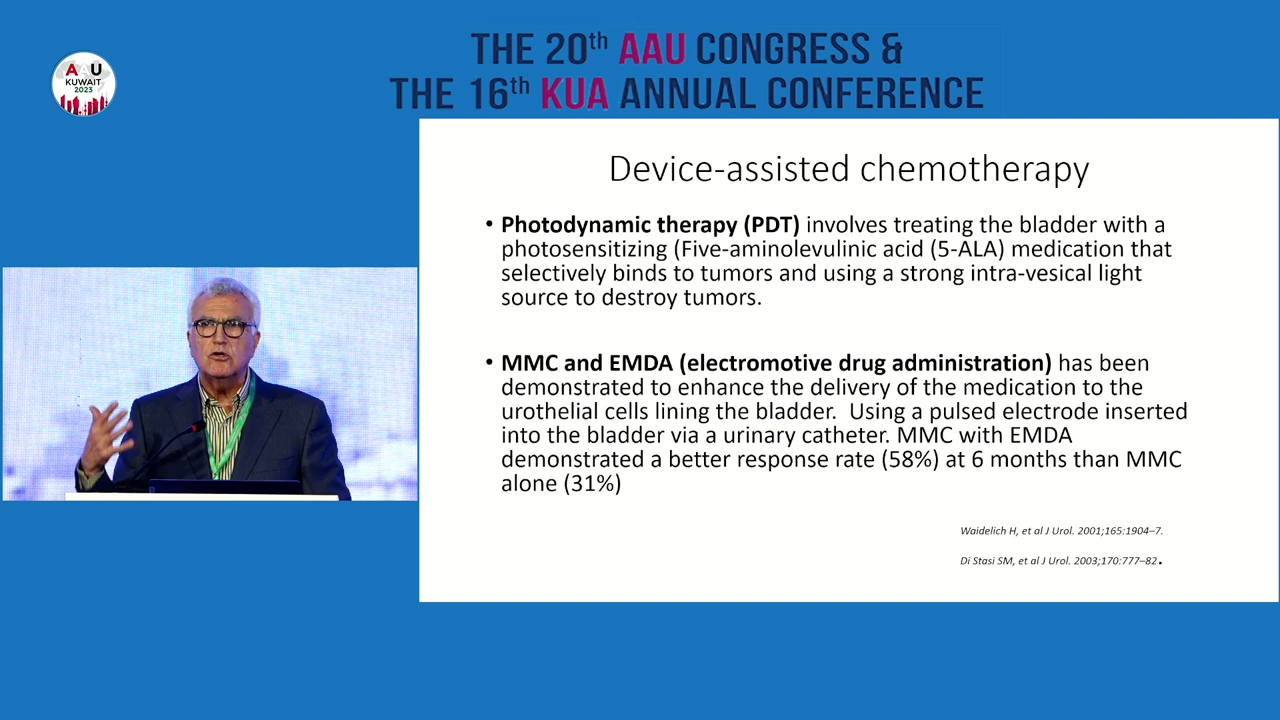 AAU
KUWAIT
2023
THE 20th AAU CONGRESS &
THE 16th KUA ANNUAL CONFERENCE
Device-assisted chemotherapy
• Photodynamic therapy (PDT) involves treating the bladder with a
photosensitizing (Five-aminolevulinic acid (5-ALA) medication that
selectively binds to tumors and using a strong intra-vesical light
source to destroy tumors.
• MMC and EMDA (electromotive drug administration) has been
demonstrated to enhance the delivery of the medication to the
urothelial cells lining the bladder.  Using a pulsed electrode inserted
into the bladder via a urinary catheter. MMC with EMDA
demonstrated a better response rate (58%) at 6 months than MMC
alone (31%)
Waidelich H, et al J Urol. 2001;165:1904–7.
Di Stasi SM, et al J Urol. 2003;170:777–82.